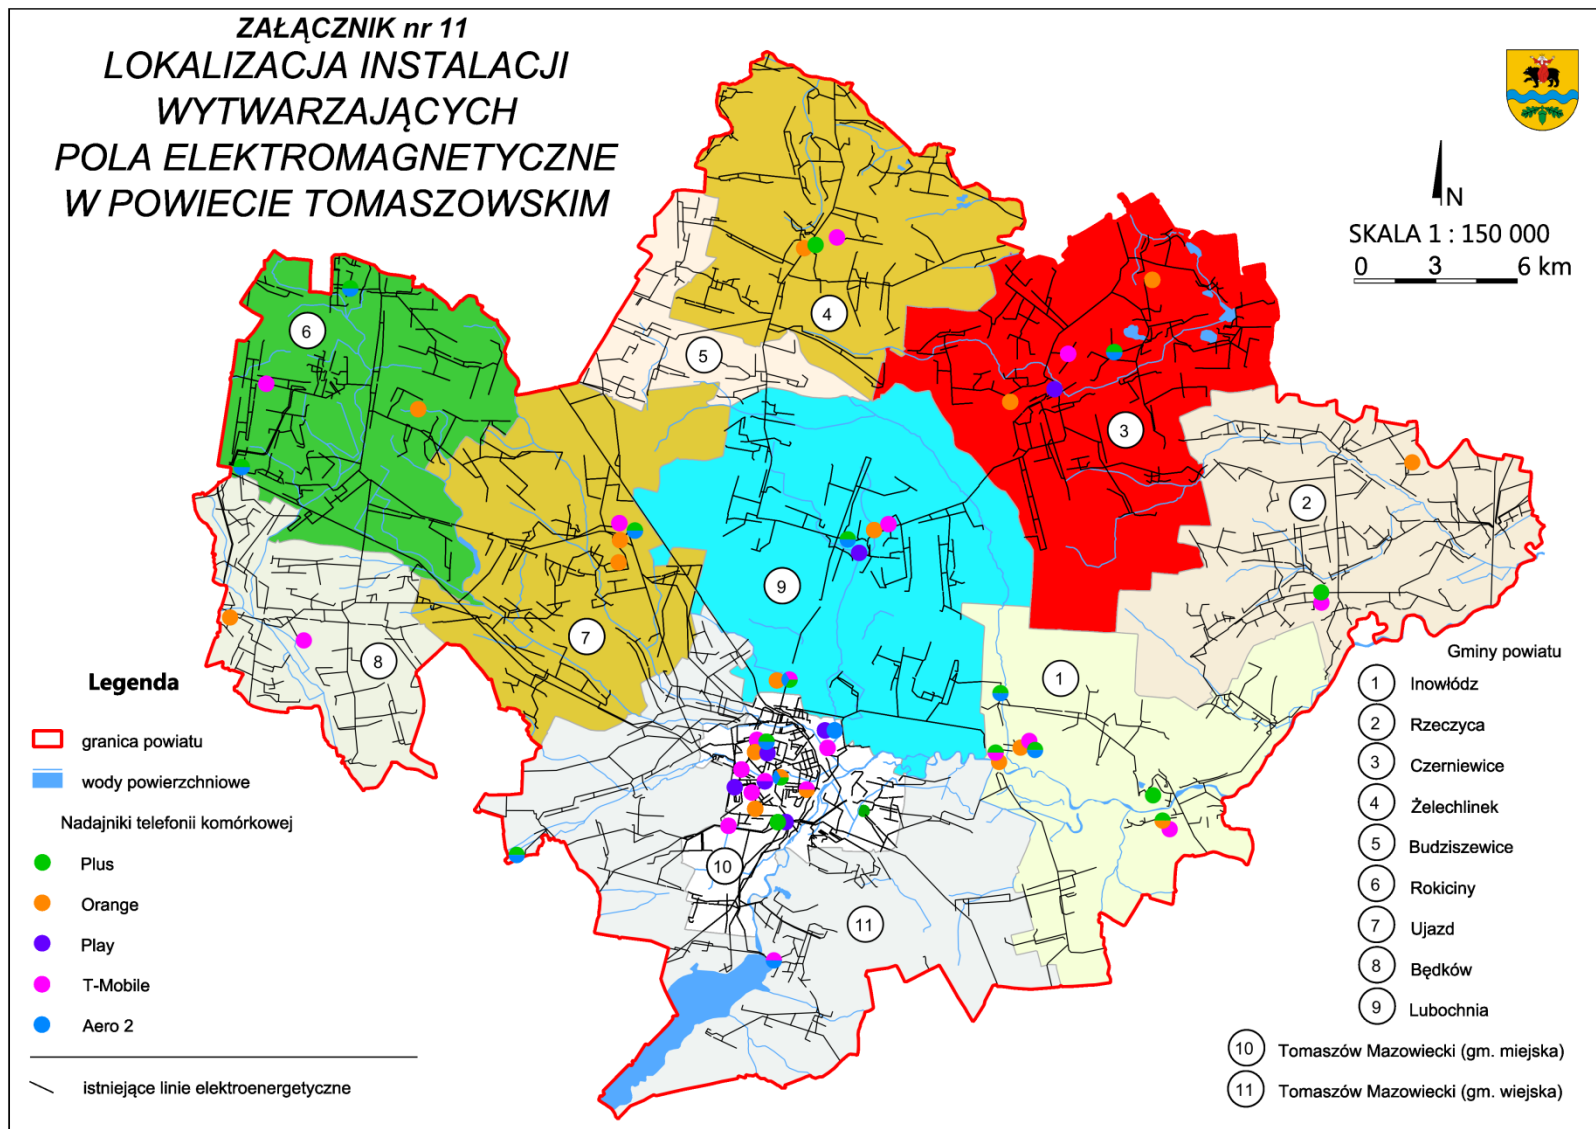 ZAŁĄCZNIK nr 11
LOKALIZACJA INSTALACJI
WYTWARZAJĄCYCH
POLA ELEKTROMAGNETYCZNE
W POWIECIE TOMASZOWSKIM
N
SKALA 1 : 150 000
0 3 6 km
4
6
5
3
2
9
7
8
1
10
11
Legenda
granica powiatu
wody powierzchniowe
Nadajniki telefonii komórkowej
Plus
Orange
Play
T-Mobile
Aero 2
istniejące linie elektroenergetyczne
Gminy powiatu
1 Inowłódz
2 Rzeczyca
3 Czerniewice
4 Żelechlinek
5 Budziszewice
6 Rokiciny
7 Ujazd
8 Będków
9 Lubochnia
10 Tomaszów Mazowiecki (gm. miejska)
11 Tomaszów Mazowiecki (gm. wiejska)